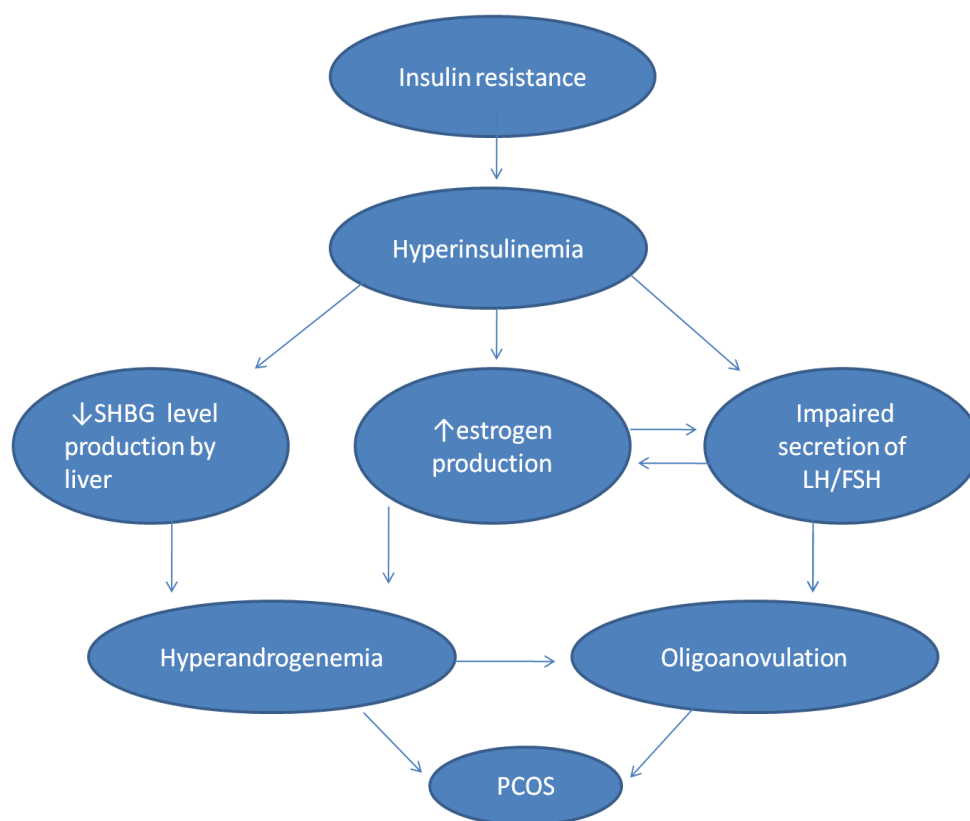 Insulin resistance
Hyperinsulinemia
↓SHBG level
production by
liver
↑estrogen
production
Impaired
secretion of
LH/FSH
Hyperandrogenemia
Oligoanovulation
PCOS